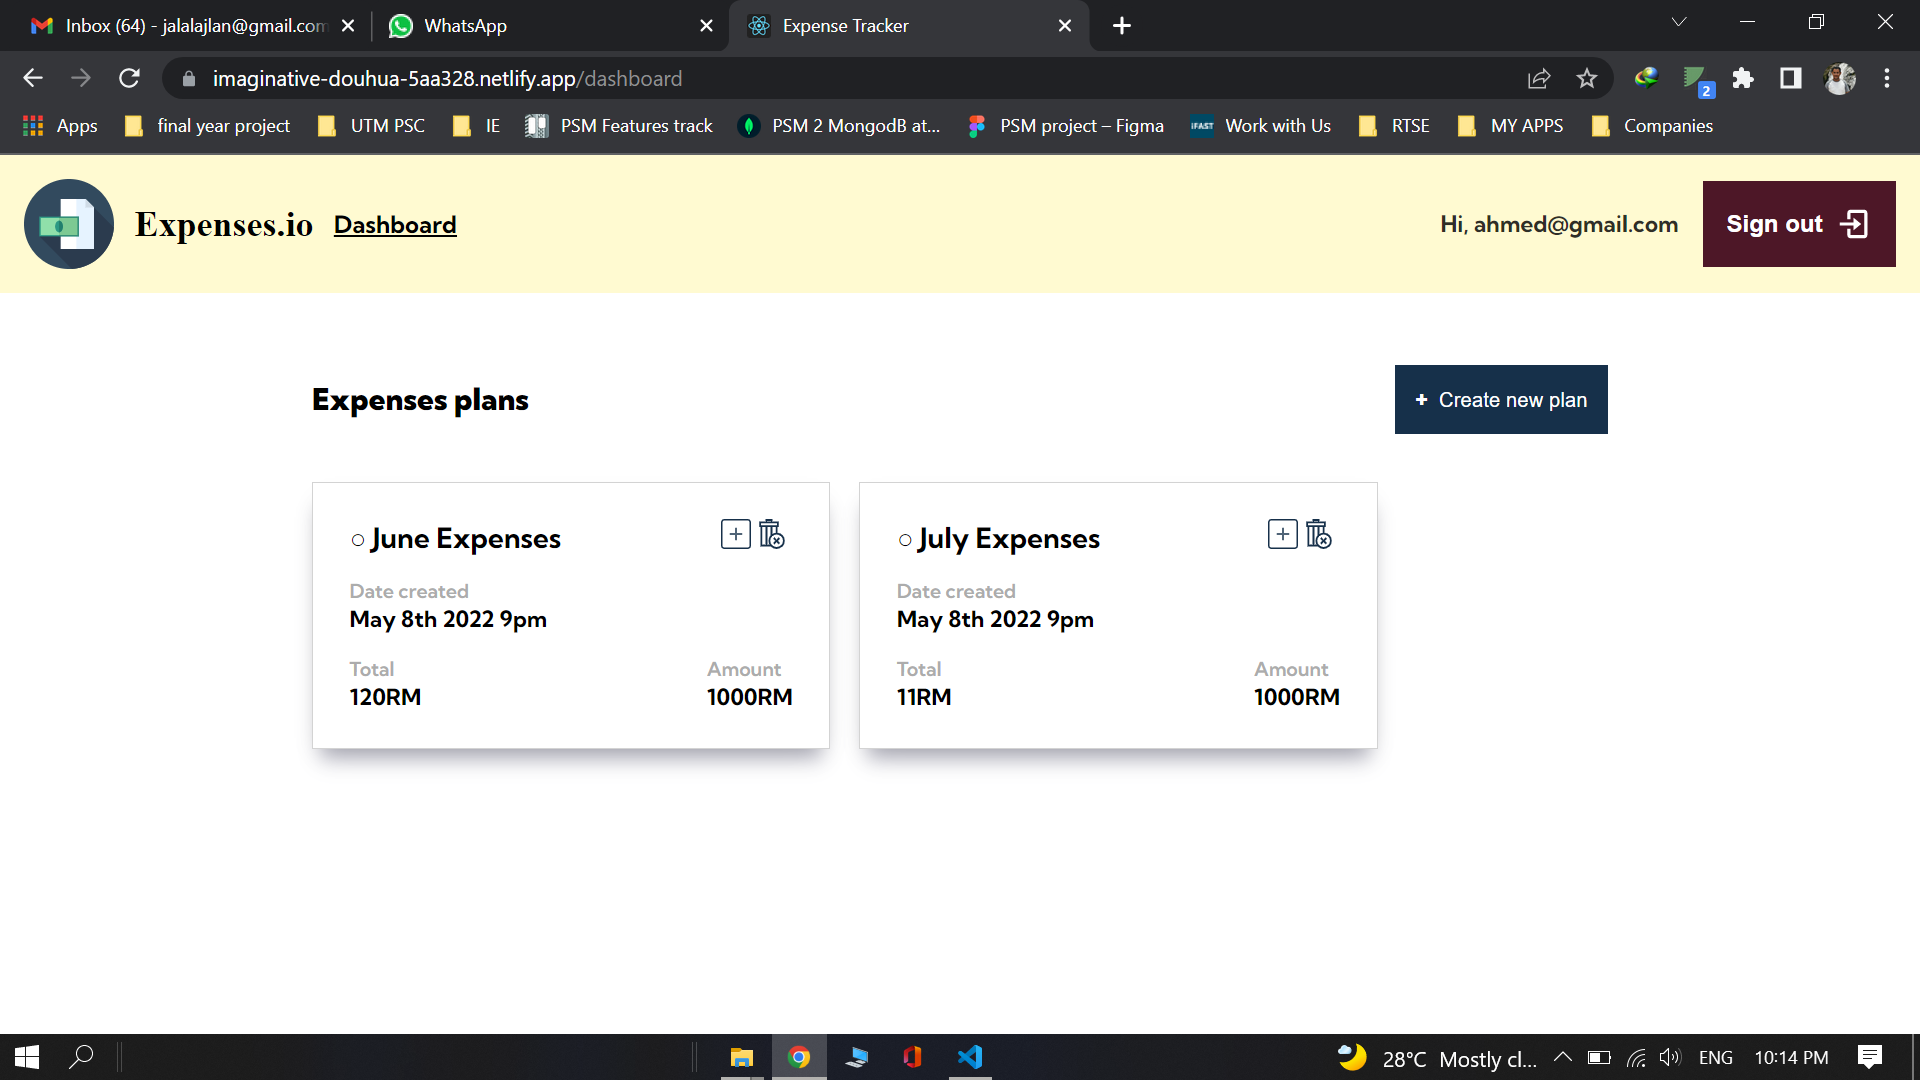 Inbox (64) - jalalajlan@gmail.com
WhatsApp
Expense Tracker
imaginative-douhua-5aa328.netlify.app/dashboard
2
Apps
final year project
UTM PSC
IE
PSM Features track
PSM 2 MongodB at...
PSM project – Figma
iFAST
Work with Us
RTSE
MY APPS
Companies
Expenses.io
Dashboard
Hi, ahmed@gmail.com
Sign out
Expenses plans
+ Create new plan
June Expenses
Date created
May 8th 2022 9pm
Total
Amount
120RM
1000RM
July Expenses
Date created
May 8th 2022 9pm
Total
Amount
11RM
1000RM
28°C Mostly cl...
ENG
10:14 PM